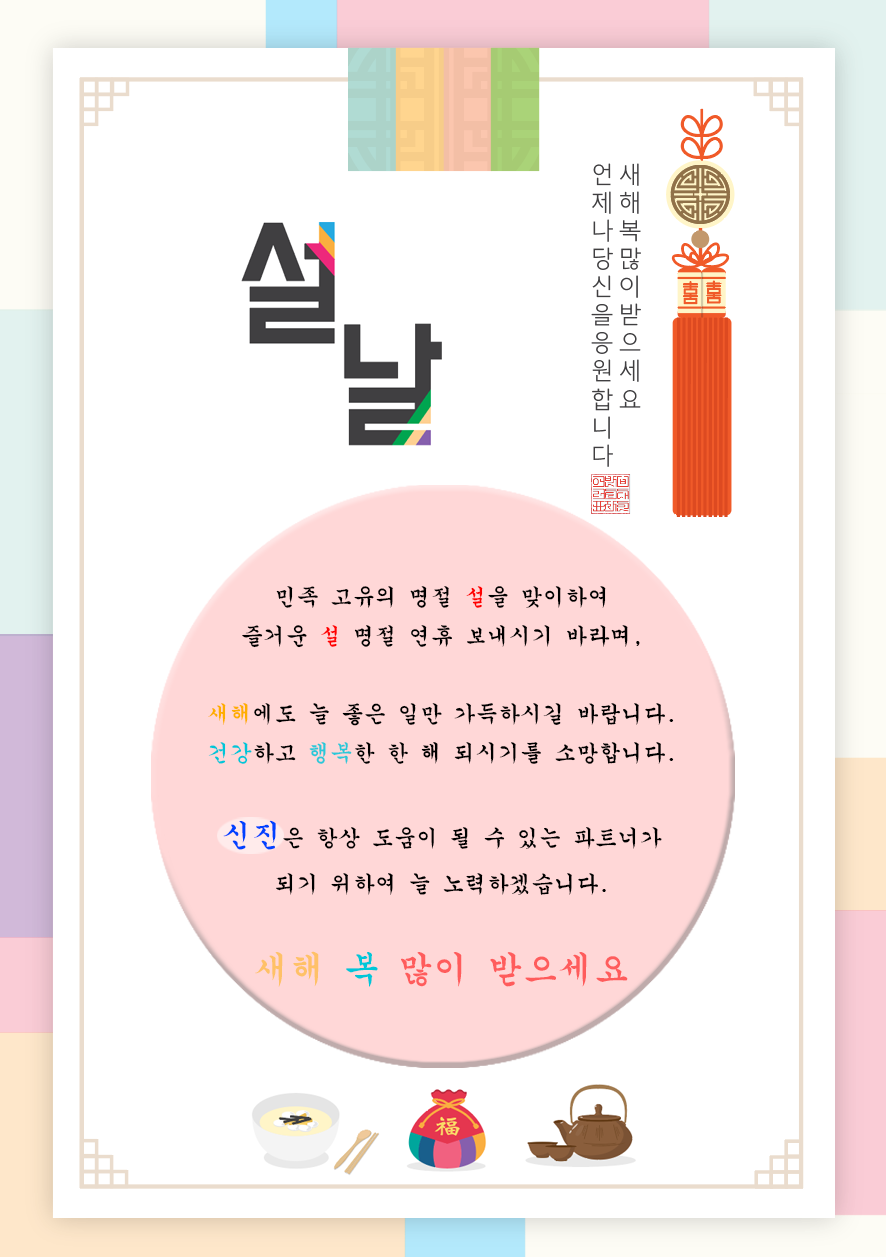 설날
새해복많이받으세요
언제나당신을응원합니다
囍囍
민족 고유의 명절 설을 맞이하여
즐거운 설 명절 연휴 보내시기 바라며,
새해에도 늘 좋은 일만 가득하시길 바랍니다.
건강하고 행복한 한 해 되시기를 소망합니다.
신진은 항상 도움이 될 수 있는 파트너가
되기 위하여 늘 노력하겠습니다.
새해 복 많이 받으세요
福